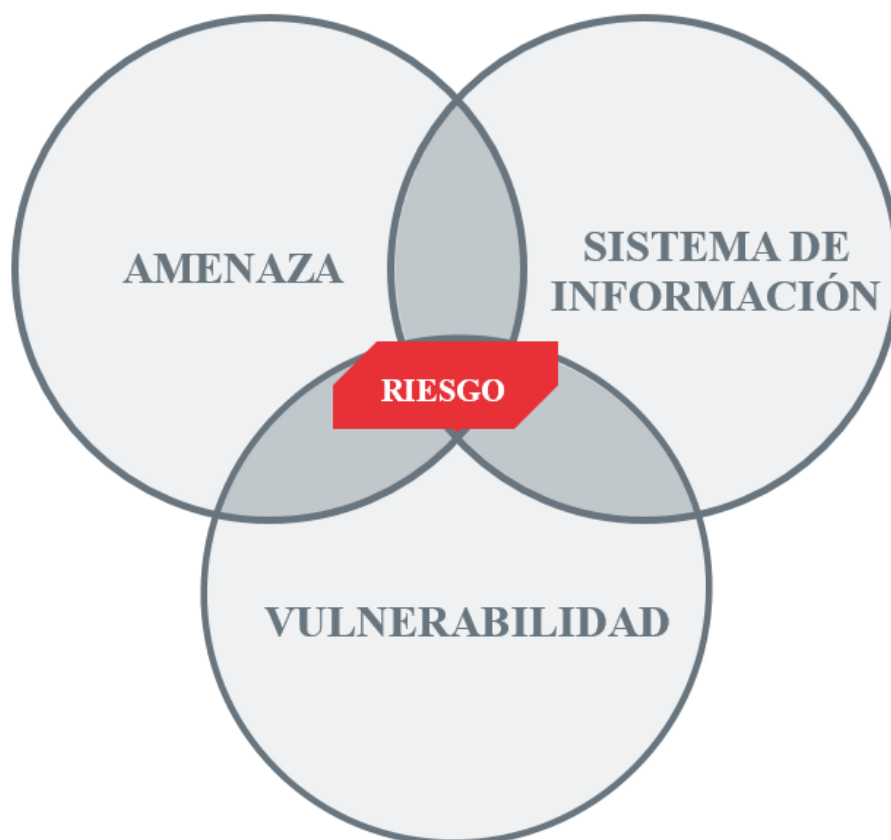 AMENAZA
SISTEMA DE
INFORMACIÓN
RIESGO
VULNERABILIDAD